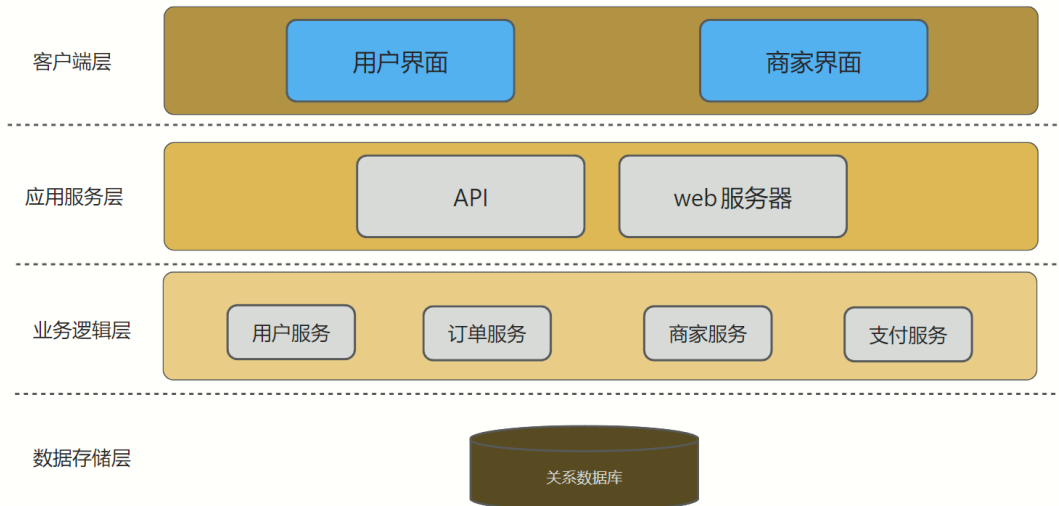 客户端层
用户界面
商家界面
应用服务层
API
web服务器
业务逻辑层
用户服务
订单服务
商家服务
支付服务
数据存储层
关系数据库